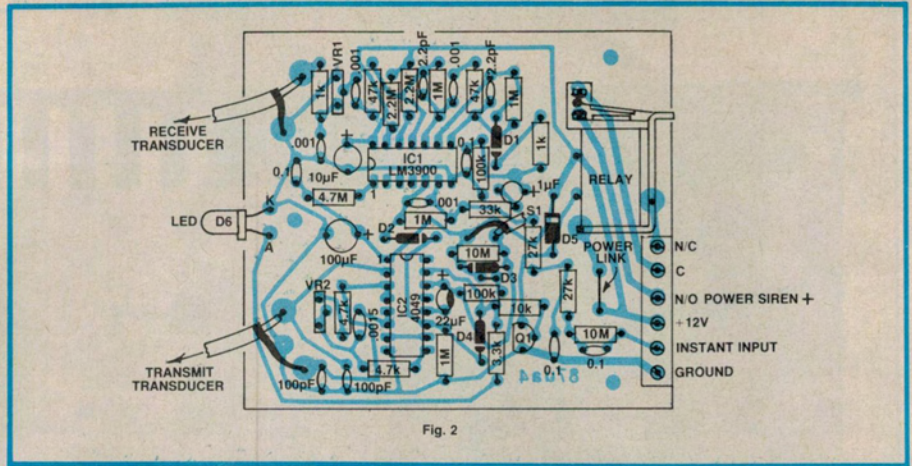 1k
VR1
.001
47k
2.2M
2.2M
2.2pF
1M
.001
47k
2.2pF
1M
RECEIVE
TRANSDUCER
.001
0.1
+
10µF
IC1
LM3900
1
0.1
100k
D1
1k
4.7M
.001
1M
33k
1µF
+
S1
RELAY
LED
D6
K
A
100µF
+
D2
10M
D3
27k
D5
POWER
LINK
N/C
C
N/O POWER SIREN +
+12V
INSTANT INPUT
GROUND
VR2
4.7k
.0015
1
IC2
4049
+
22µF
100k
10k
27k
D4
Q1
10M
0.1
0.1
3.3k
1M
4.7k
TRANSMIT
TRANSDUCER
100pF
100pF
870a4
Fig. 2